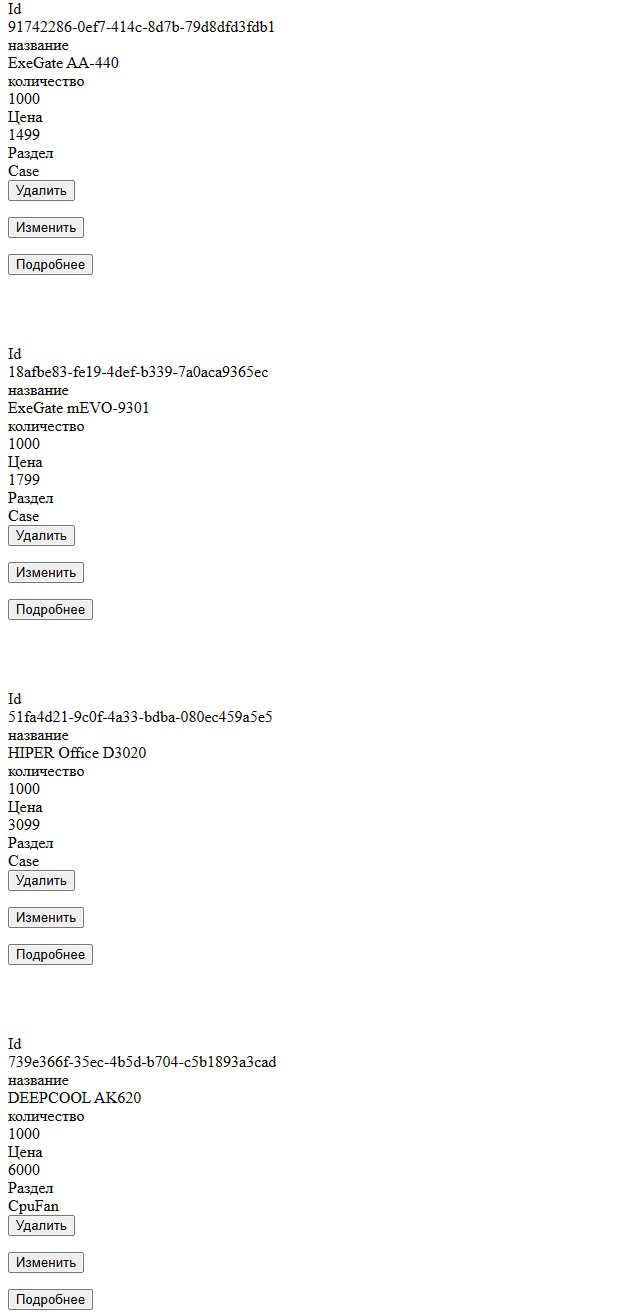 Id
91742286-0ef7-414c-8d7b-79d8dfd3fdb1
название
ExeGate AA-440
количество
1000
Цена
1499
Раздел
Case
Удалить
Изменить
Подробнее
Id
18afbe83-fe19-4def-b339-7a0aca9365ec
название
ExeGate mEVO-9301
количество
1000
Цена
1799
Раздел
Case
Удалить
Изменить
Подробнее
Id
51fa4d21-9c0f-4a33-bdba-080ec459a5e5
название
HIPER Office D3020
количество
1000
Цена
3099
Раздел
Case
Удалить
Изменить
Подробнее
Id
739e366f-35ec-4b5d-b704-c5b1893a3cad
название
DEEPCOOL AK620
количество
1000
Цена
6000
Раздел
CpuFan
Удалить
Изменить
Подробнее